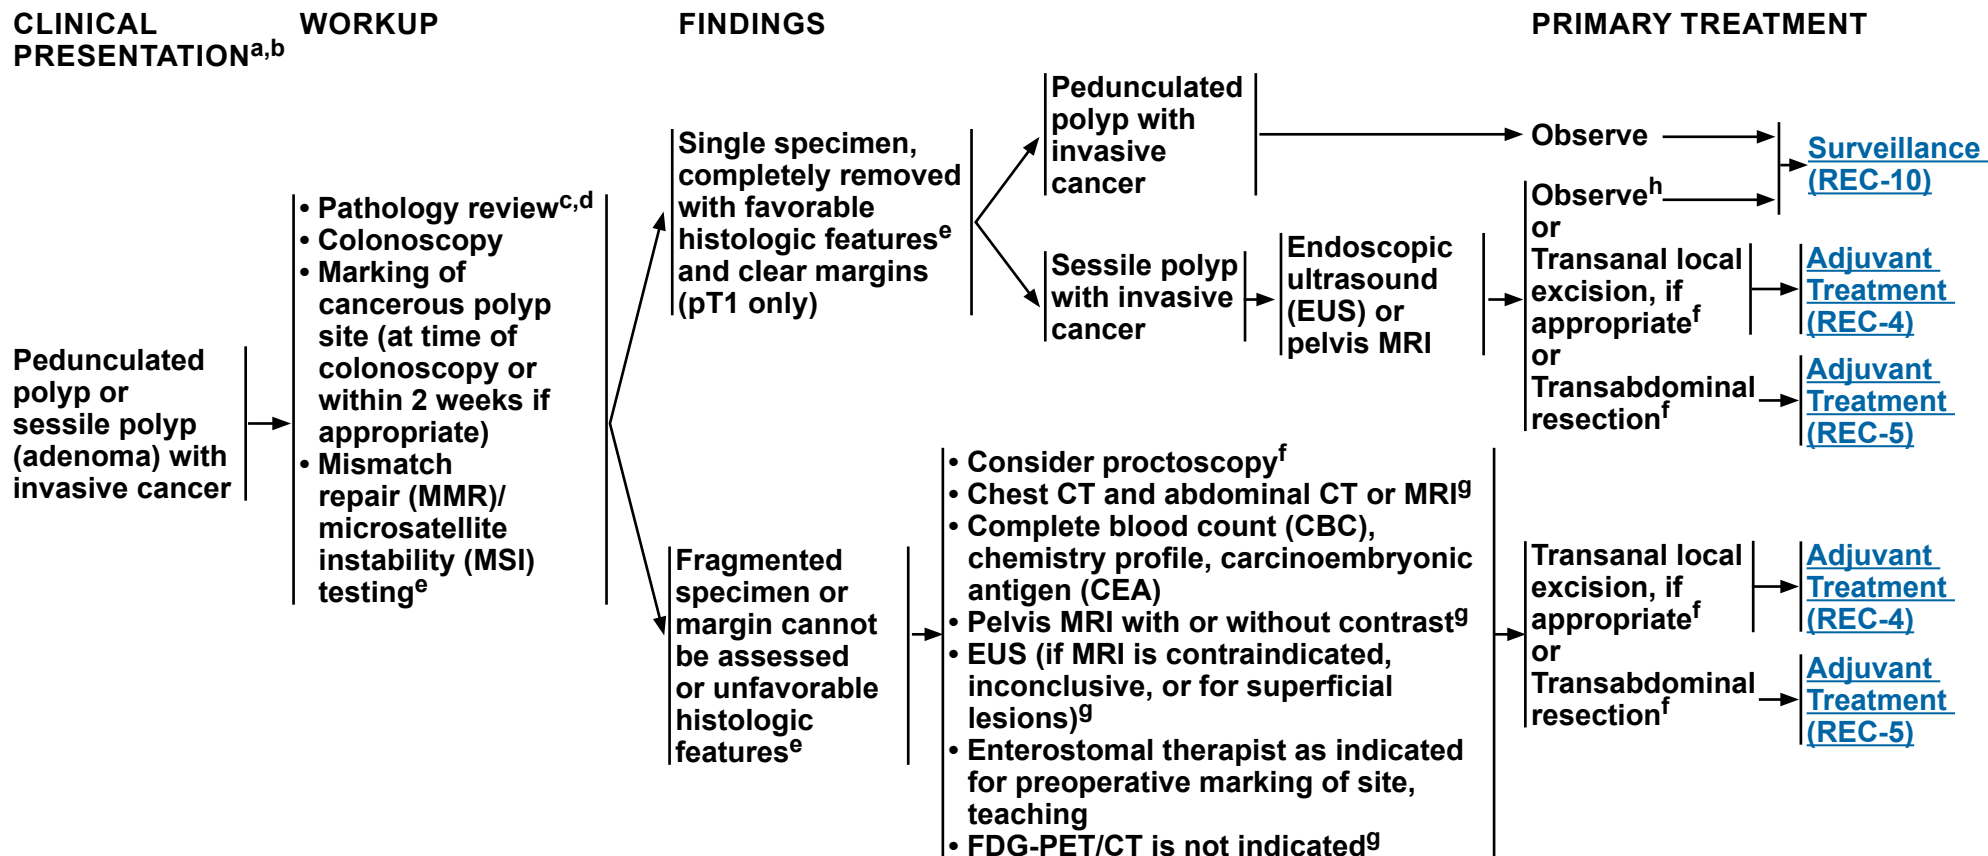 CLINICAL
PRESENTATIONa,b
WORKUP
FINDINGS
PRIMARY TREATMENT
Pedunculated
polyp or
sessile polyp
(adenoma) with
invasive cancer
• Pathology reviewc,d
• Colonoscopy
• Marking of
cancerous polyp
site (at time of
colonoscopy or
within 2 weeks if
appropriate)
• Mismatch
repair (MMR)/
microsatellite
instability (MSI)
testinge
Single specimen,
completely removed
with favorable
histologic featurese
and clear margins
(pT1 only)
Pedunculated
polyp with
invasive
cancer
Observe
Surveillance
(REC-10)
Sessile polyp
with invasive
cancer
Endoscopic
ultrasound
(EUS) or
pelvis MRI
Observeh
or
Transanal local
excision, if
appropriatef
or
Transabdominal
resectionf
Adjuvant
Treatment
(REC-4)
Adjuvant
Treatment
(REC-5)
Fragmented
specimen or
margin cannot
be assessed
or unfavorable
histologic
featurese
• Consider proctoscopyf
• Chest CT and abdominal CT or MRIg
• Complete blood count (CBC),
chemistry profile, carcinoembryonic
antigen (CEA)
• Pelvis MRI with or without contrastg
• EUS (if MRI is contraindicated,
inconclusive, or for superficial
lesions)g
• Enterostomal therapist as indicated
for preoperative marking of site,
teaching
• FDG-PET/CT is not indicatedg
Transanal local
excision, if
appropriatef
or
Transabdominal
resectionf
Adjuvant
Treatment
(REC-4)
Adjuvant
Treatment
(REC-5)